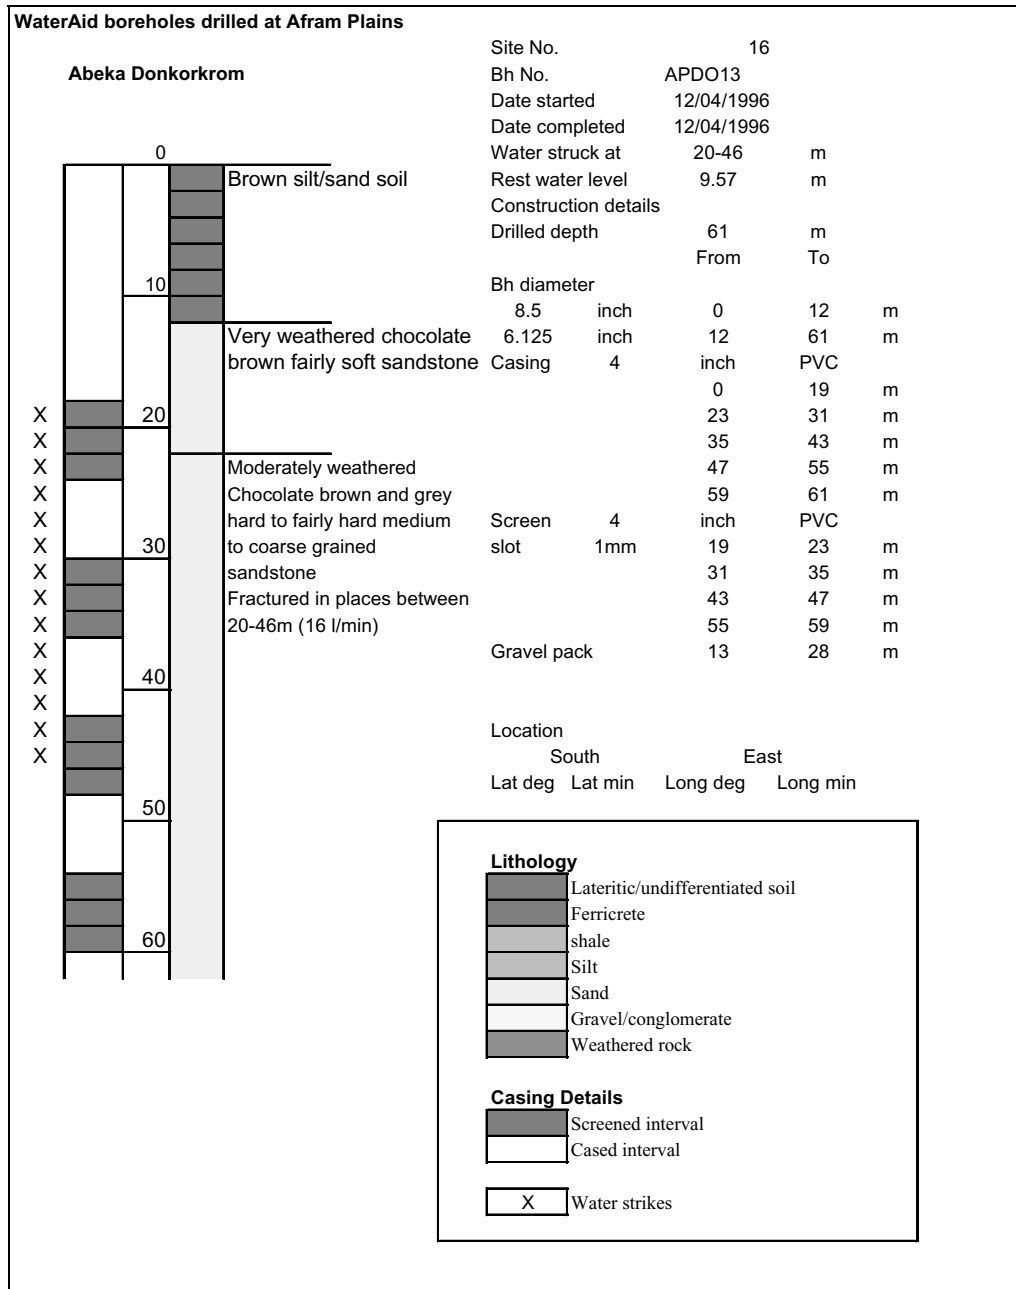 WaterAid boreholes drilled at Afram Plains
Site No. 16
Abeka Donkorkrom Bh No. APDO13
Date started 12/04/1996
Date completed 12/04/1996
0 Water struck at 20-46 m
Brown silt/sand soil Rest water level 9.57 m
Construction details
Drilled depth 61 m
From To
10 Bh diameter
8.5 inch 0 12 m
Very weathered chocolate 6.125 inch 12 61 m
brown fairly soft sandstone Casing 4 inch PVC
0 19 m
X 20 23 31 m
X 35 43 m
X Moderately weathered 47 55 m
X Chocolate brown and grey 59 61 m
X hard to fairly hard medium Screen 4 inch PVC
X 30 to coarse grained slot 1mm 19 23 m
X sandstone 31 35 m
X Fractured in places between 43 47 m
X 20-46m (16 l/min) 55 59 m
X Gravel pack 13 28 m
X 40
X
X Location
X South East
Lat deg Lat min Long deg Long min
50
Lithology
Lateritic/undifferentiated soil
Ferricrete
60 shale
Silt
Sand
Gravel/conglomerate
Weathered rock
Casing Details
Screened interval
Cased interval
X Water strikes